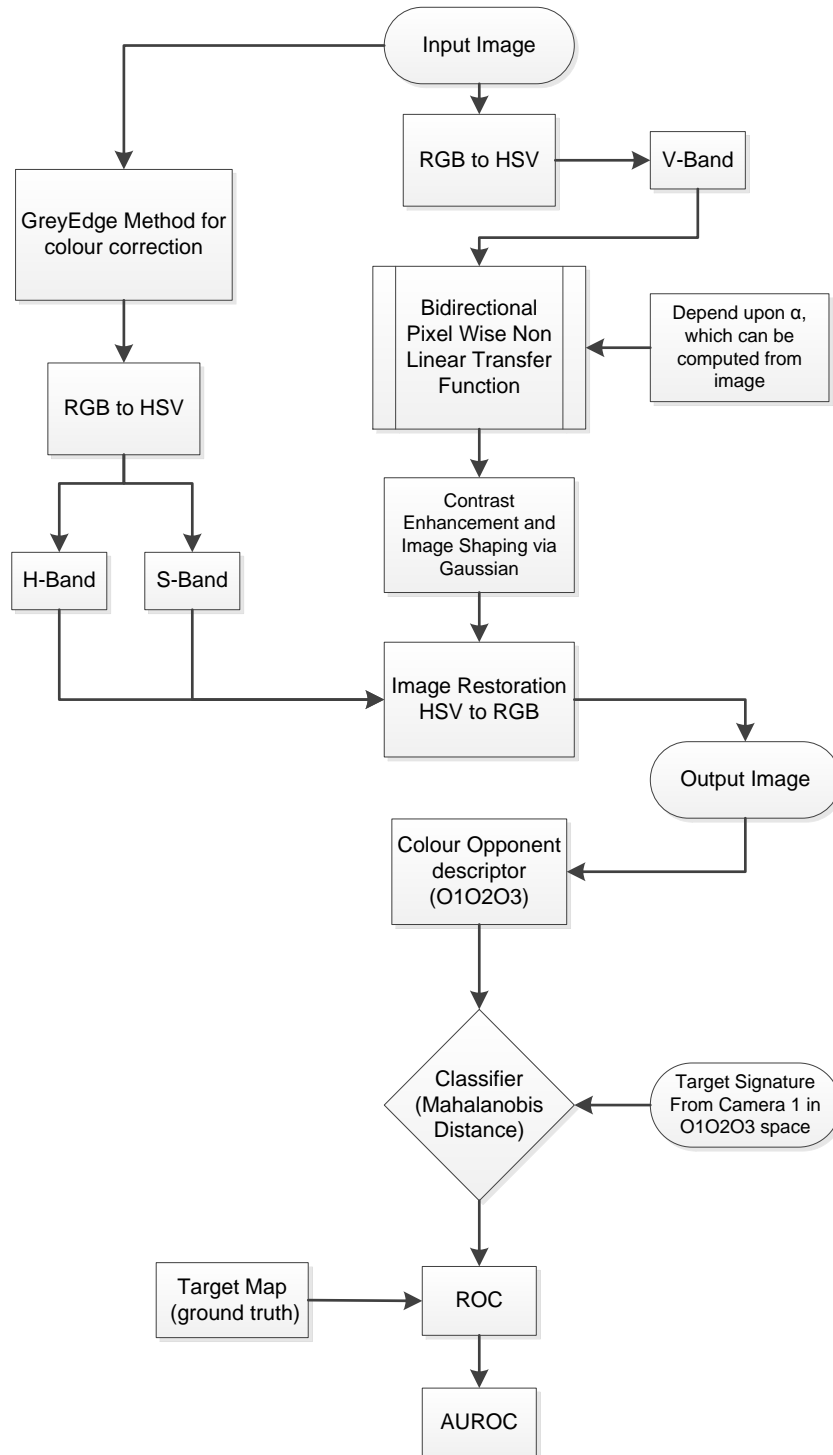 Input Image
RGB to HSV
V-Band
GreyEdge Method for
colour correction
Bidirectional
Pixel Wise Non
Linear Transfer
Function
Depend upon α,
which can be
computed from
image
RGB to HSV
Contrast
Enhancement and
Image Shaping via
Gaussian
H-Band
S-Band
Image Restoration
HSV to RGB
Output Image
Colour Opponent
descriptor
(O1O2O3)
Classifier
(Mahalanobis
Distance)
Target Signature
From Camera 1 in
O1O2O3 space
Target Map
(ground truth)
ROC
AUROC